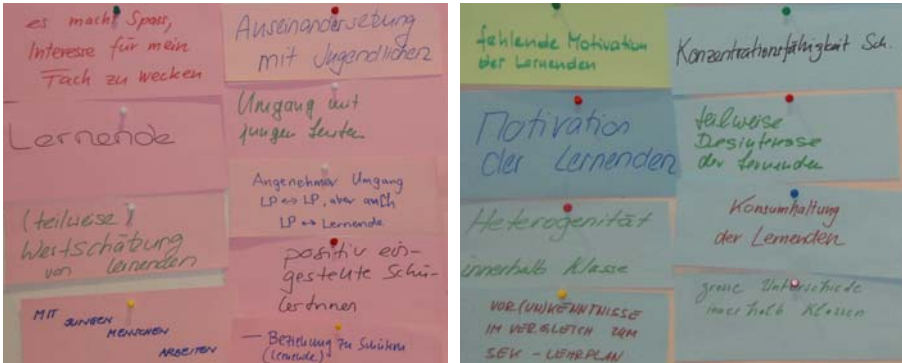 es macht Spass,
Interesse für mein
Fach zu wecken
Lernende
(teilweise)
Wertschätzung
von lernenden
MIT
JUNGEN
MENSCHEN
ARBEITEN
Auseinandersetzung
mit Jugendlichen
Umgang mit
jungen Leuten
Angenehmer Umgang
LP ↔ LP, aber auch
LP ↔ Lernende
positiv ein-
gestellte Schü-
lerInnen
— Beziehung zu Schülern
(Lernende)
fehlende Motivation
der Lernenden
Motivation
der Lernenden
Heterogenität
innerhalb Klasse
VOR(UN)KENNTNISSE
IM VERGLEICH ZUM
SEK - LEHRPLAN
Konzentrationsfähigkeit Sch.
teilweise
Desinteresse
der Lernenden
Konsumhaltung
der Lernenden
grosse Unterschiede
innerhalb Klassen